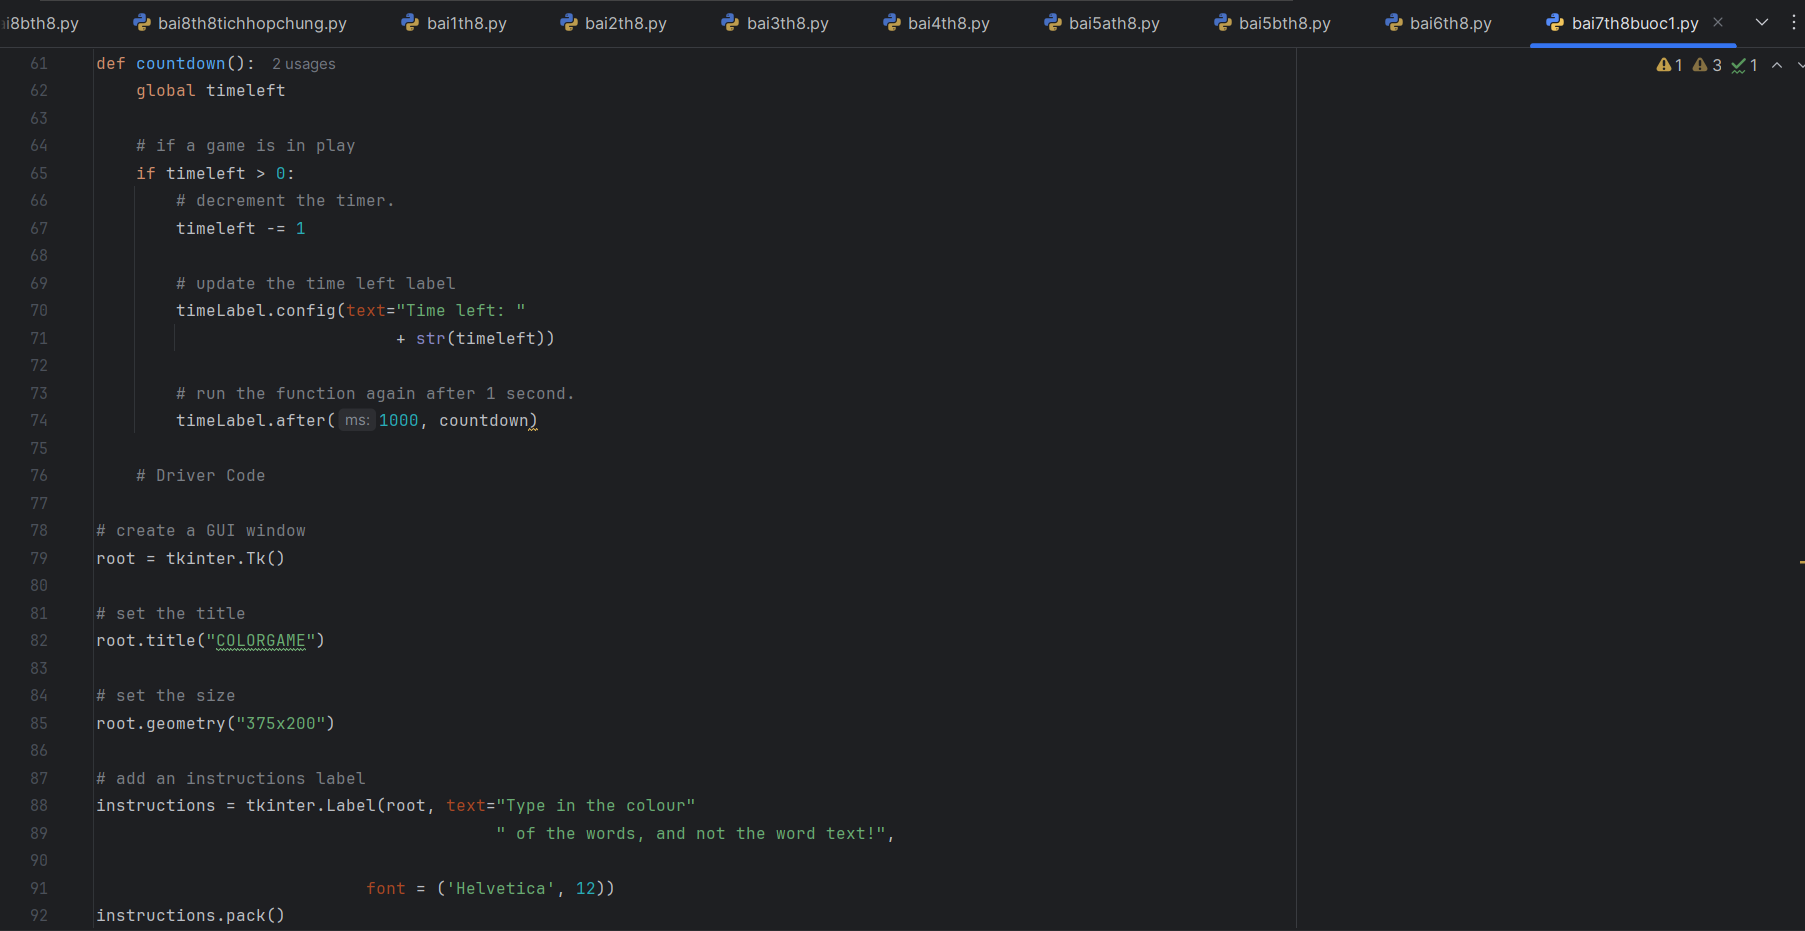 i8bth8.py bai8th8tichhopchung.py bai1th8.py bai2th8.py bai3th8.py bai4th8.py bai5ath8.py bai5bth8.py bai6th8.py bai7th8buoc1.py
1 3 1
61 def countdown(): 2 usages
62 global timeleft
63
64 # if a game is in play
65 if timeleft > 0:
66 # decrement the timer.
67 timeleft -= 1
68
69 # update the time left label
70 timeLabel.config(text="Time left: "
71 + str(timeleft))
72
73 # run the function again after 1 second.
74 timeLabel.after( ms: 1000, countdown)
75
76 # Driver Code
77
78 # create a GUI window
79 root = tkinter.Tk()
80
81 # set the title
82 root.title("COLORGAME")
83
84 # set the size
85 root.geometry("375x200")
86
87 # add an instructions label
88 instructions = tkinter.Label(root, text="Type in the colour"
89 " of the words, and not the word text!",
90
91 font = ('Helvetica', 12))
92 instructions.pack()